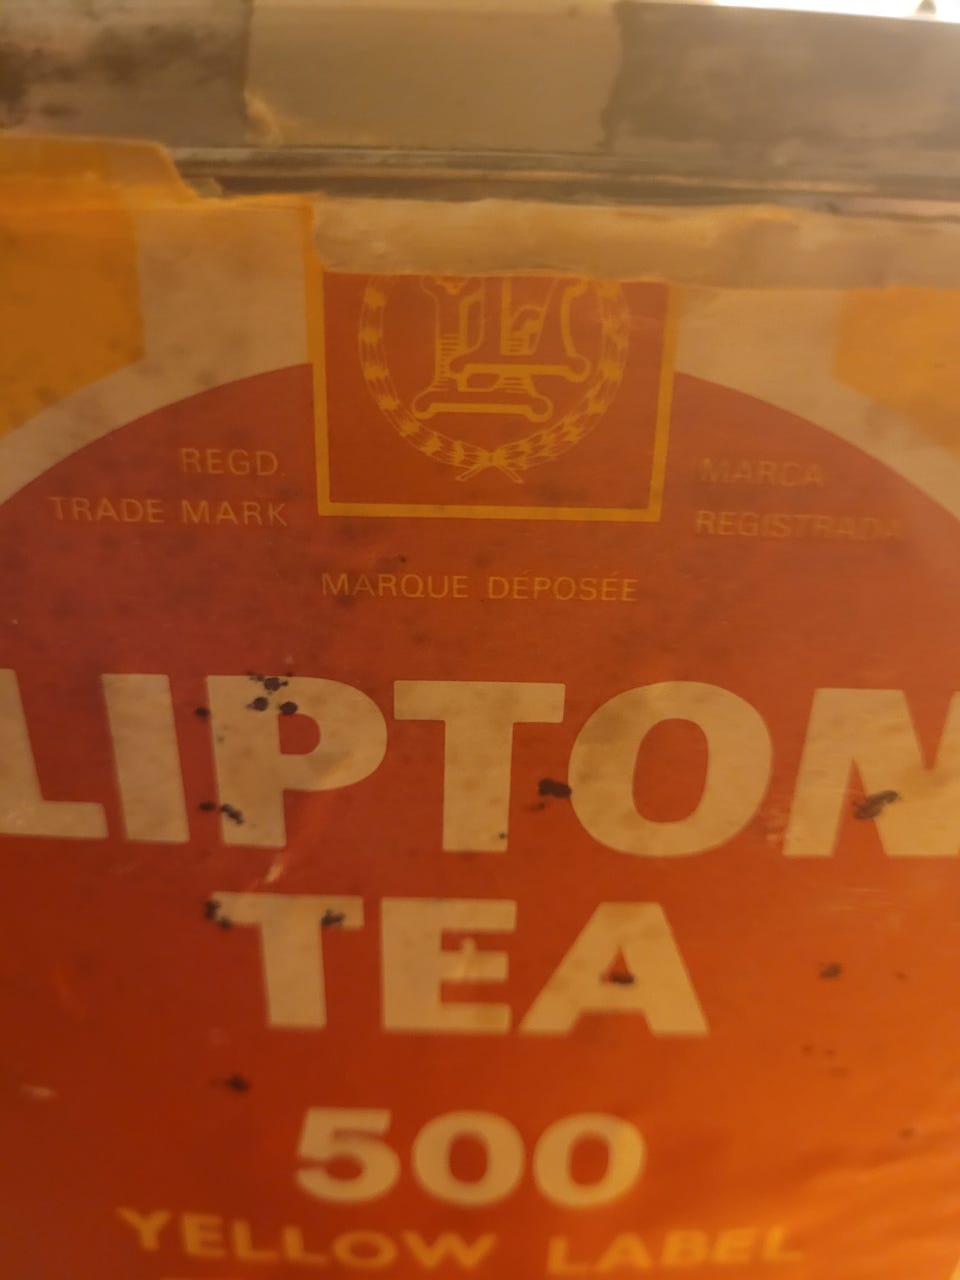 REGD.
TRADE MARK
MARCA
REGISTRADA
MARQUE DÉPOSÉE
LIPTON
TEA
500
YELLOW LABEL